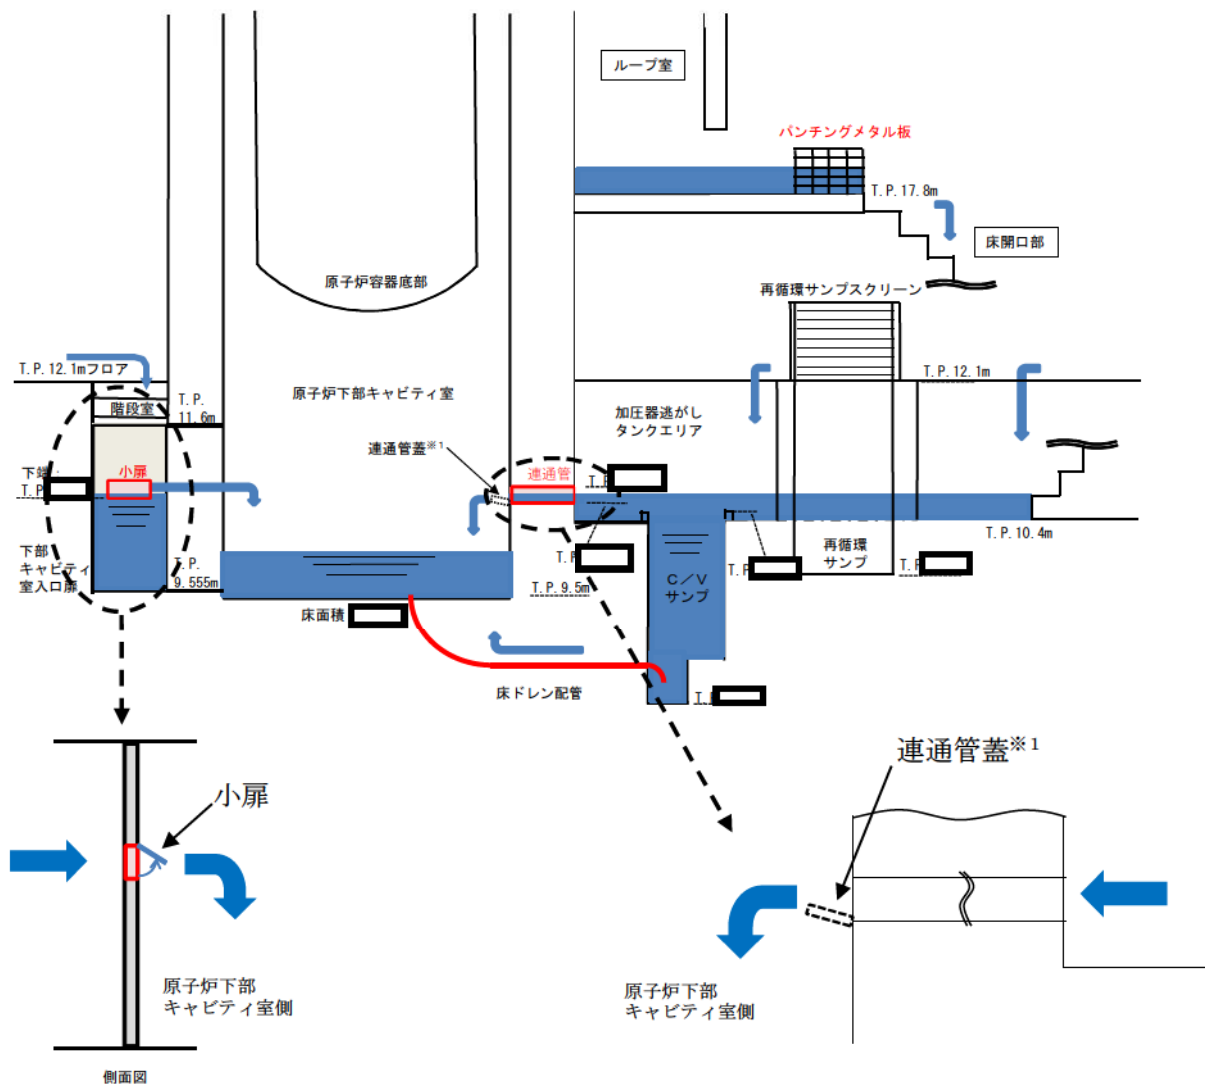 ループ室
パンチングメタル板
T.P.17.8m
床開口部
原子炉容器底部
再循環サンプスクリーン
T.P.12.1mフロア
T.P.12.1m
階段室
T.P.
11.6m
原子炉下部キャビティ室
加圧器逃がし
タンクエリア
連通管蓋※1
下端
小扉
連通管
T.P
T.P
T.P.10.4m
下部
キャビティ
室入口扉
T.P.
9.555m
T.P
T.P.9.5m
T.P
C/V
サンプ
再循環
サンプ
T.P
床面積
床ドレン配管
T.P
連通管蓋※1
小扉
原子炉下部
キャビティ室側
原子炉下部
キャビティ室側
側面図